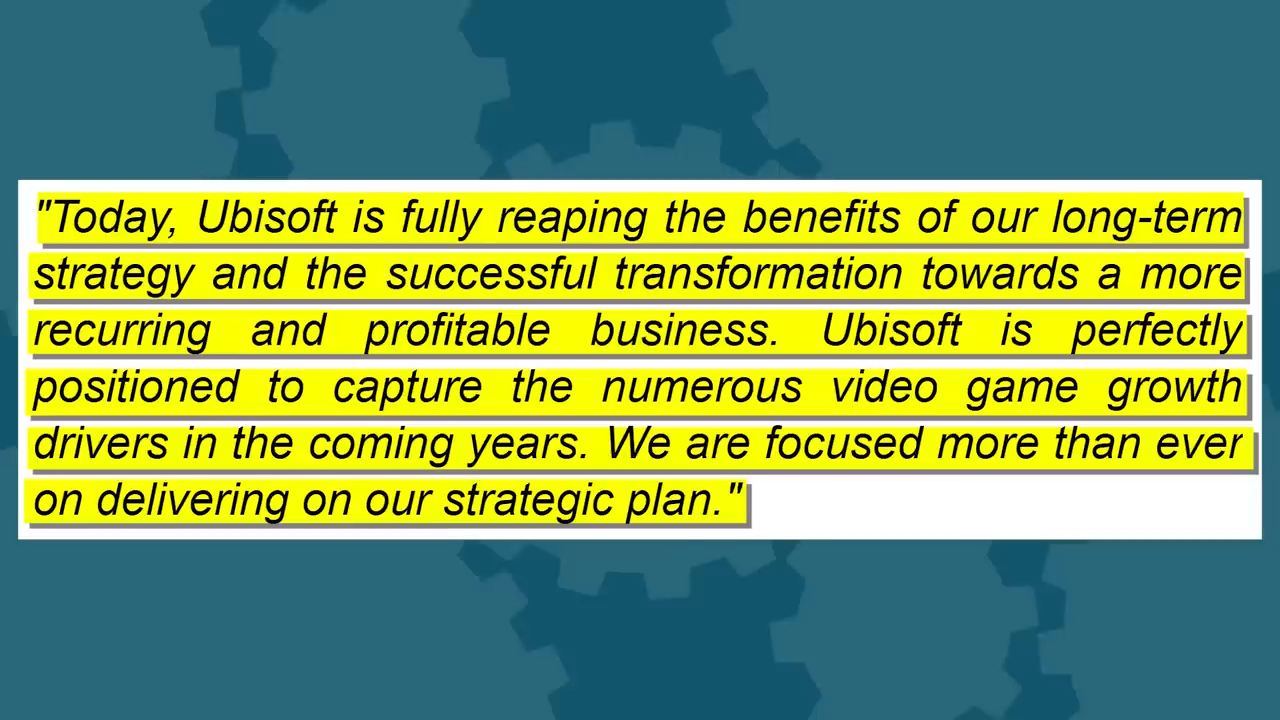 "Today, Ubisoft is fully reaping the benefits of our long-term
strategy and the successful transformation towards a more
recurring and profitable business. Ubisoft is perfectly
positioned to capture the numerous video game growth
drivers in the coming years. We are focused more than ever
on delivering on our strategic plan."